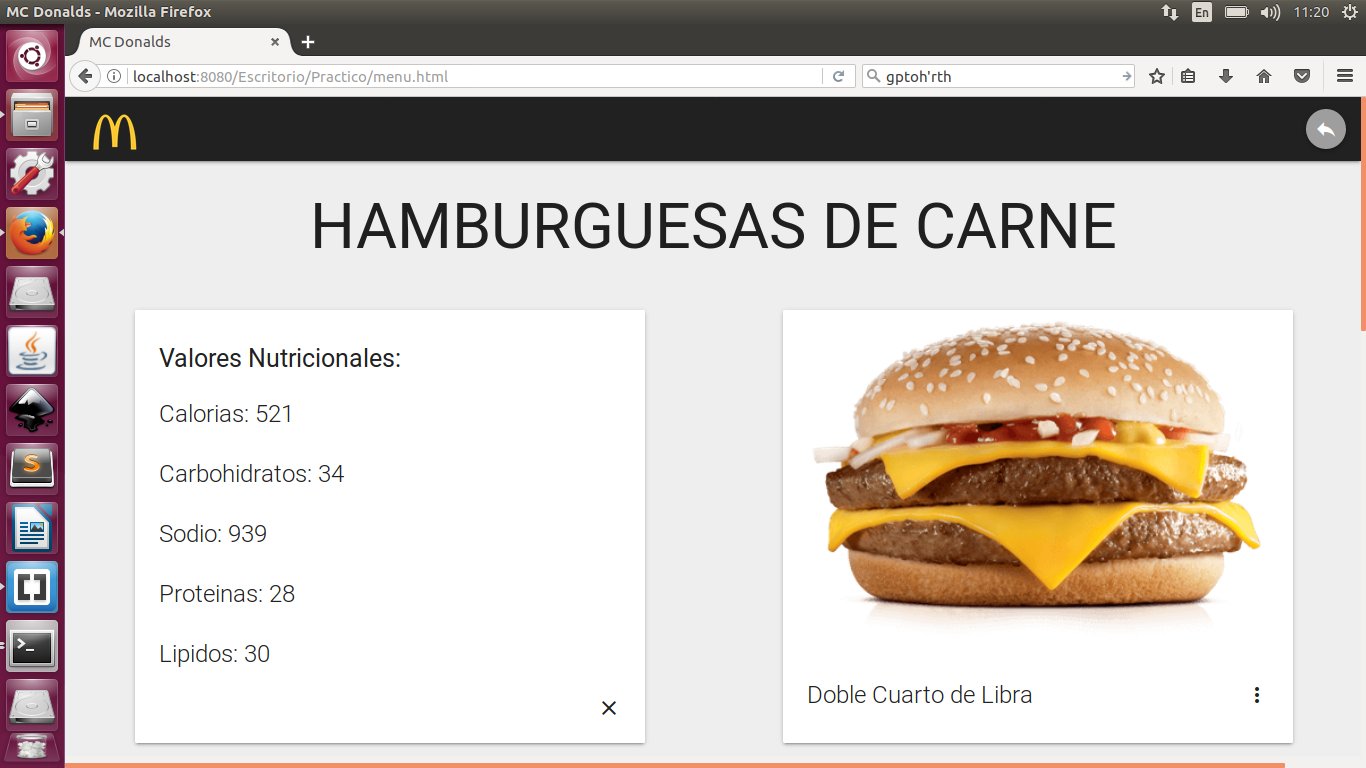 MC Donalds - Mozilla Firefox
En
11:20
MC Donalds
localhost:8080/Escritorio/Practico/menu.html
gptoh'rth
HAMBURGUESAS DE CARNE
Valores Nutricionales:
Calorias: 521
Carbohidratos: 34
Sodio: 939
Proteinas: 28
Lipidos: 30
Doble Cuarto de Libra